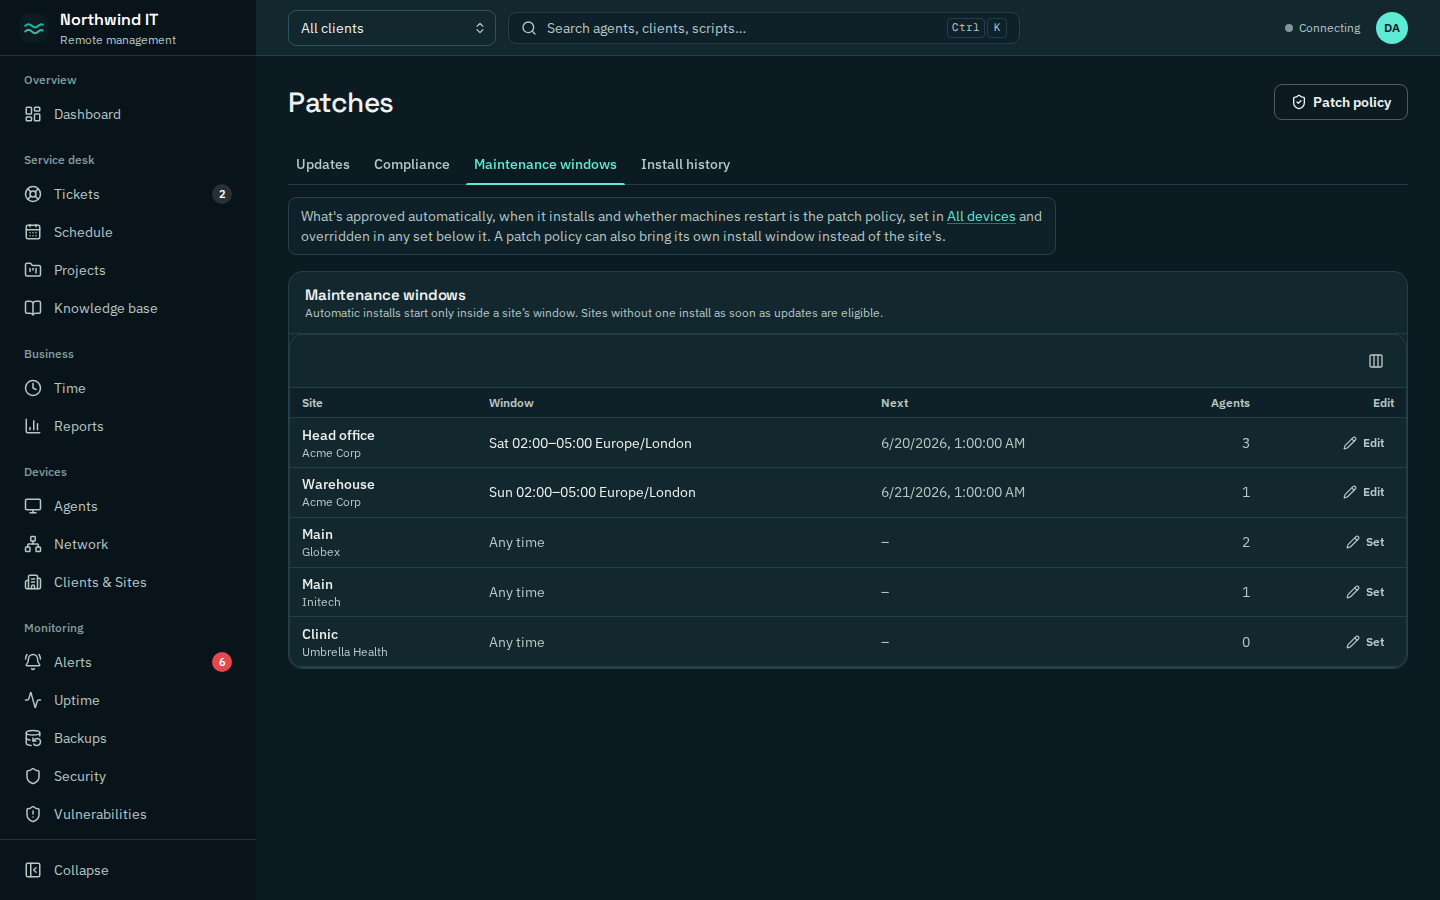 Northwind IT
Remote management
All clients
Search agents, clients, scripts...
Ctrl K
Connecting
DA
Overview
Dashboard
Service desk
Tickets 2
Schedule
Projects
Knowledge base
Business
Time
Reports
Devices
Agents
Network
Clients & Sites
Monitoring
Alerts 6
Uptime
Backups
Security
Vulnerabilities
Collapse
Patches
Patch policy
Updates Compliance Maintenance windows Install history
What's approved automatically, when it installs and whether machines restart is the patch policy, set in All devices and
overridden in any set below it. A patch policy can also bring its own install window instead of the site's.
Maintenance windows
Automatic installs start only inside a site's window. Sites without one install as soon as updates are eligible.
Site Window Next Agents Edit
Head office
Acme Corp
Sat 02:00–05:00 Europe/London 6/20/2026, 1:00:00 AM 3 Edit
Warehouse
Acme Corp
Sun 02:00–05:00 Europe/London 6/21/2026, 1:00:00 AM 1 Edit
Main
Globex
Any time – 2 Set
Main
Initech
Any time – 1 Set
Clinic
Umbrella Health
Any time – 0 Set